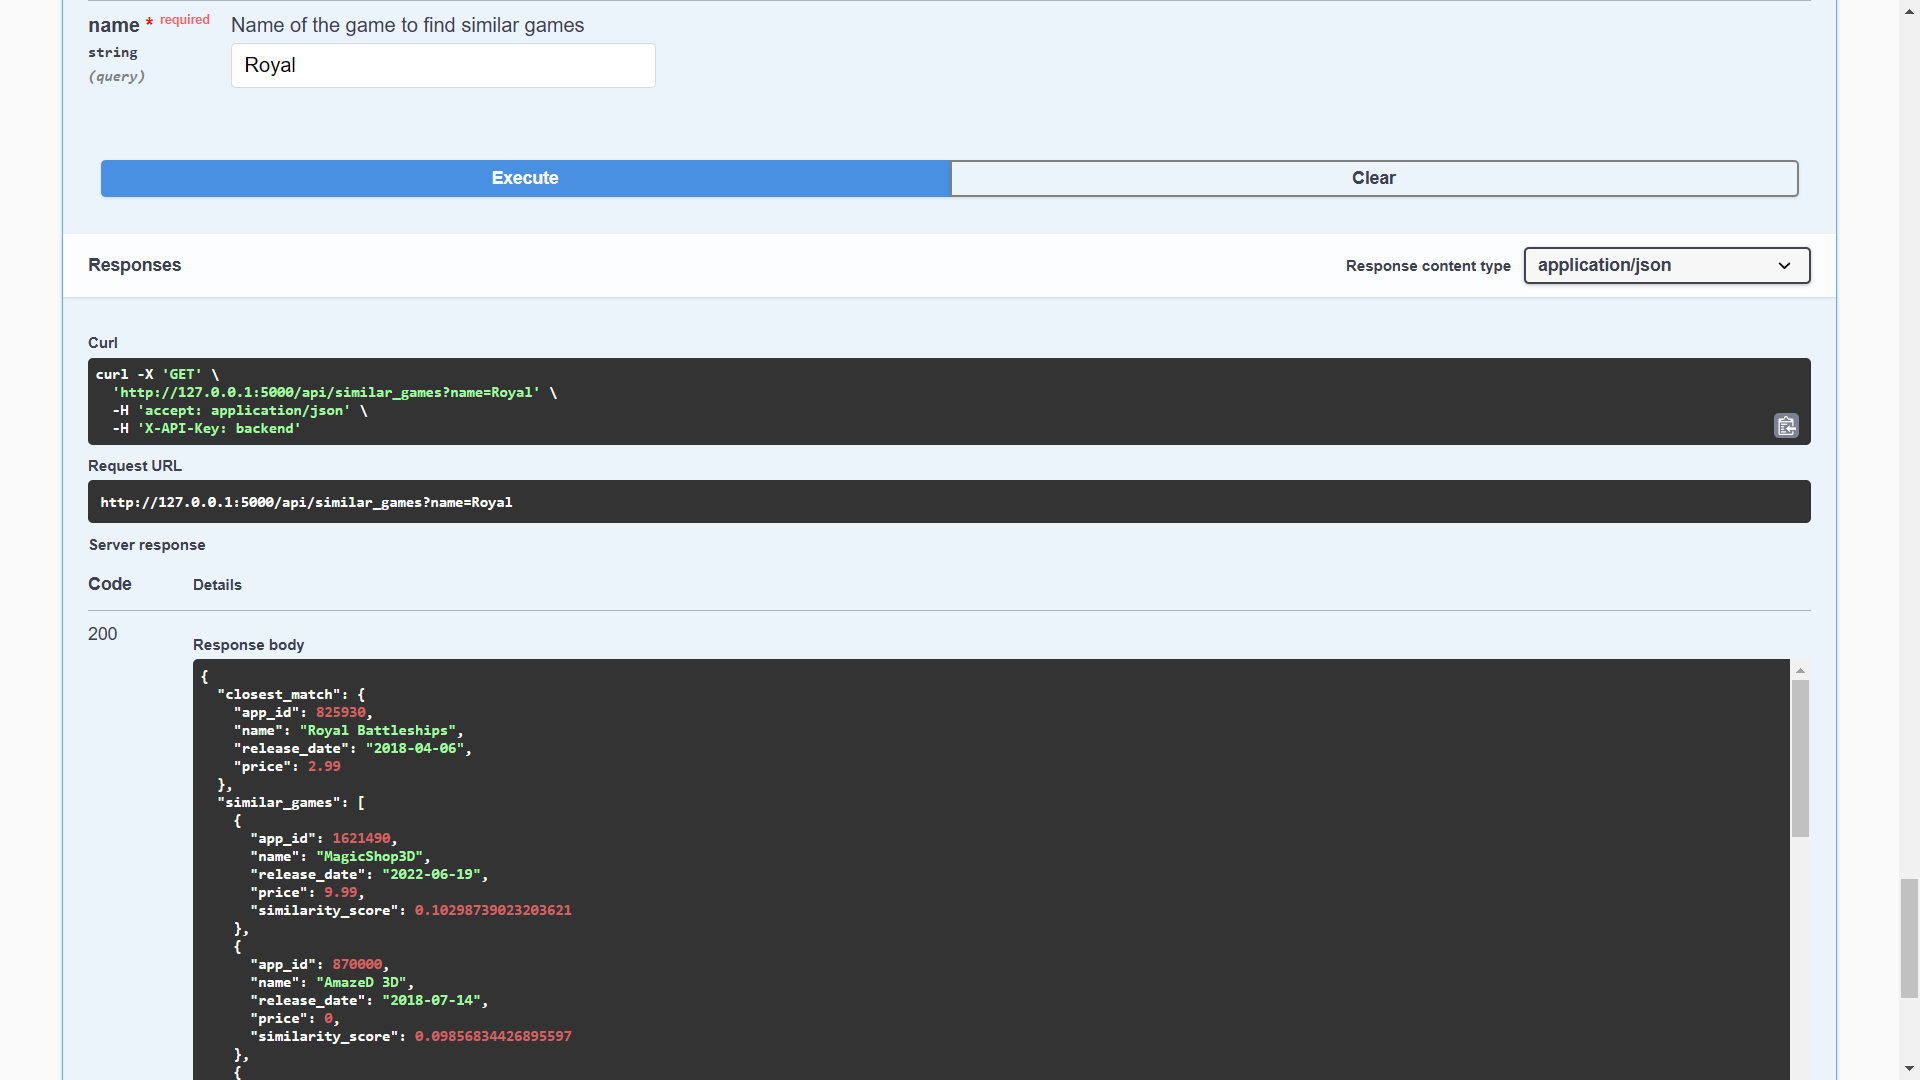 name * required
string
(query)
Name of the game to find similar games
Royal
Execute
Clear
Responses
Response content type
application/json
Curl
curl -X 'GET' \
  'http://127.0.0.1:5000/api/similar_games?name=Royal' \
  -H 'accept: application/json' \
  -H 'X-API-Key: backend'
Request URL
http://127.0.0.1:5000/api/similar_games?name=Royal
Server response
Code Details
200
Response body
{
  "closest_match": {
    "app_id": 825930,
    "name": "Royal Battleships",
    "release_date": "2018-04-06",
    "price": 2.99
  },
  "similar_games": [
    {
      "app_id": 1621490,
      "name": "MagicShop3D",
      "release_date": "2022-06-19",
      "price": 9.99,
      "similarity_score": 0.10298739023203621
    },
    {
      "app_id": 870000,
      "name": "AmazeD 3D",
      "release_date": "2018-07-14",
      "price": 0,
      "similarity_score": 0.09856834426895597
    },
    {